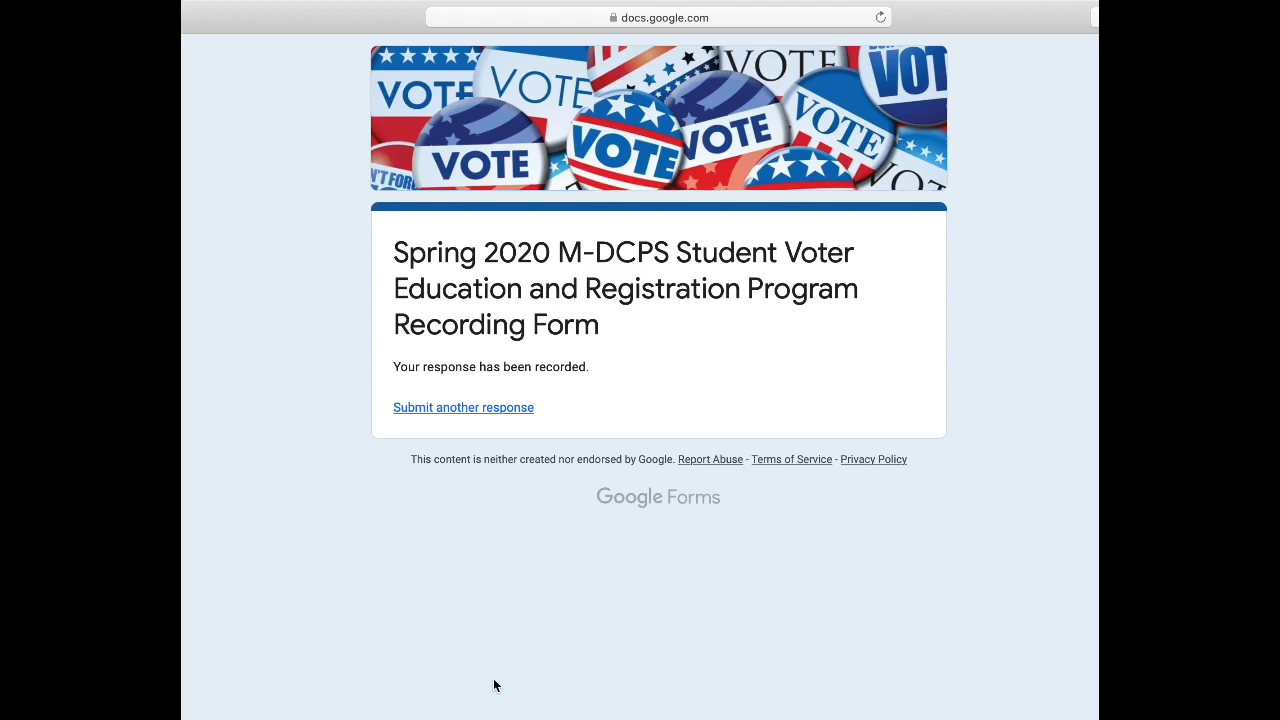 docs.google.com
VOTE
VOTE
VOTE
VOT
VOTE
VOTE
VOTE
VOTE
N'T FOR
VOT
Spring 2020 M-DCPS Student Voter
Education and Registration Program
Recording Form
Your response has been recorded.
Submit another response
This content is neither created nor endorsed by Google. Report Abuse - Terms of Service - Privacy Policy
Google Forms